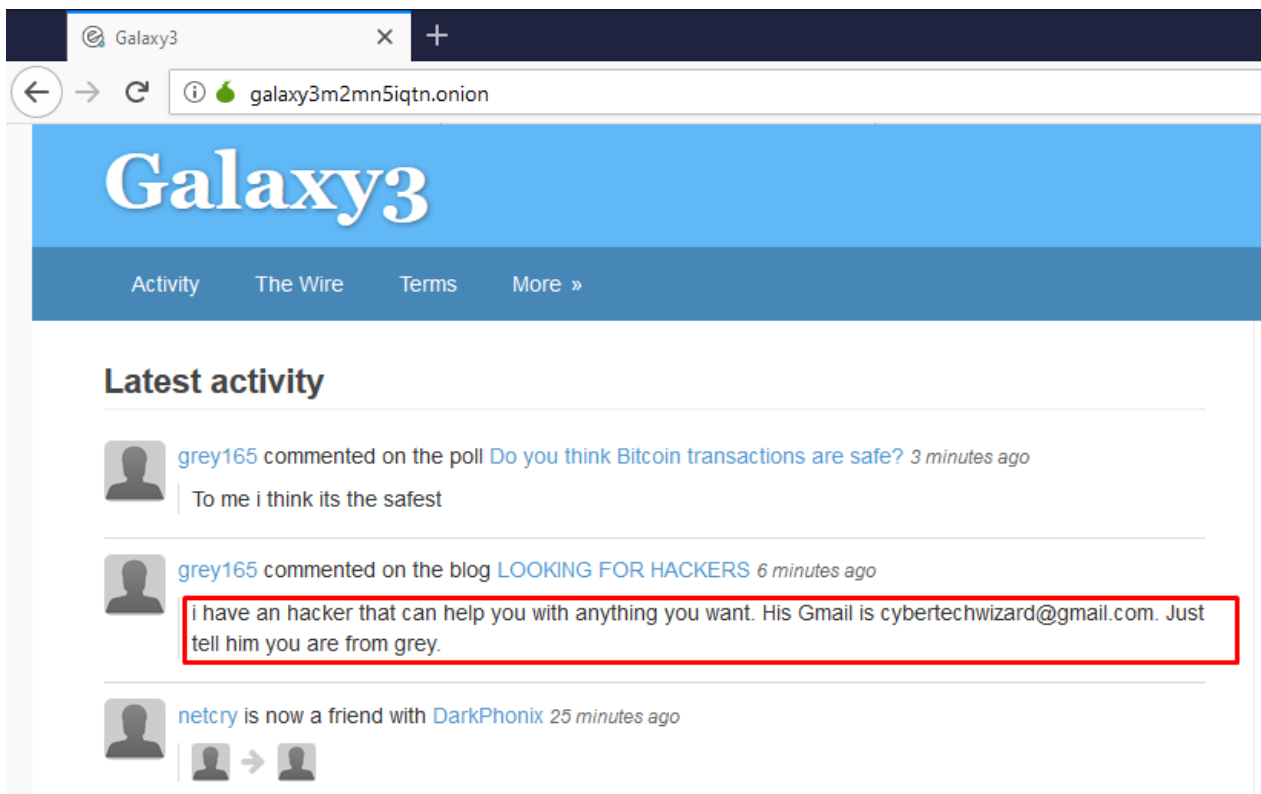 Galaxy3
galaxy3m2mn5iqtn.onion
Galaxy3
Activity The Wire Terms More »
Latest activity
grey165 commented on the poll Do you think Bitcoin transactions are safe? 3 minutes ago
To me i think its the safest
grey165 commented on the blog LOOKING FOR HACKERS 6 minutes ago
i have an hacker that can help you with anything you want. His Gmail is cybertechwizard@gmail.com. Just
tell him you are from grey.
netcry is now a friend with DarkPhonix 25 minutes ago